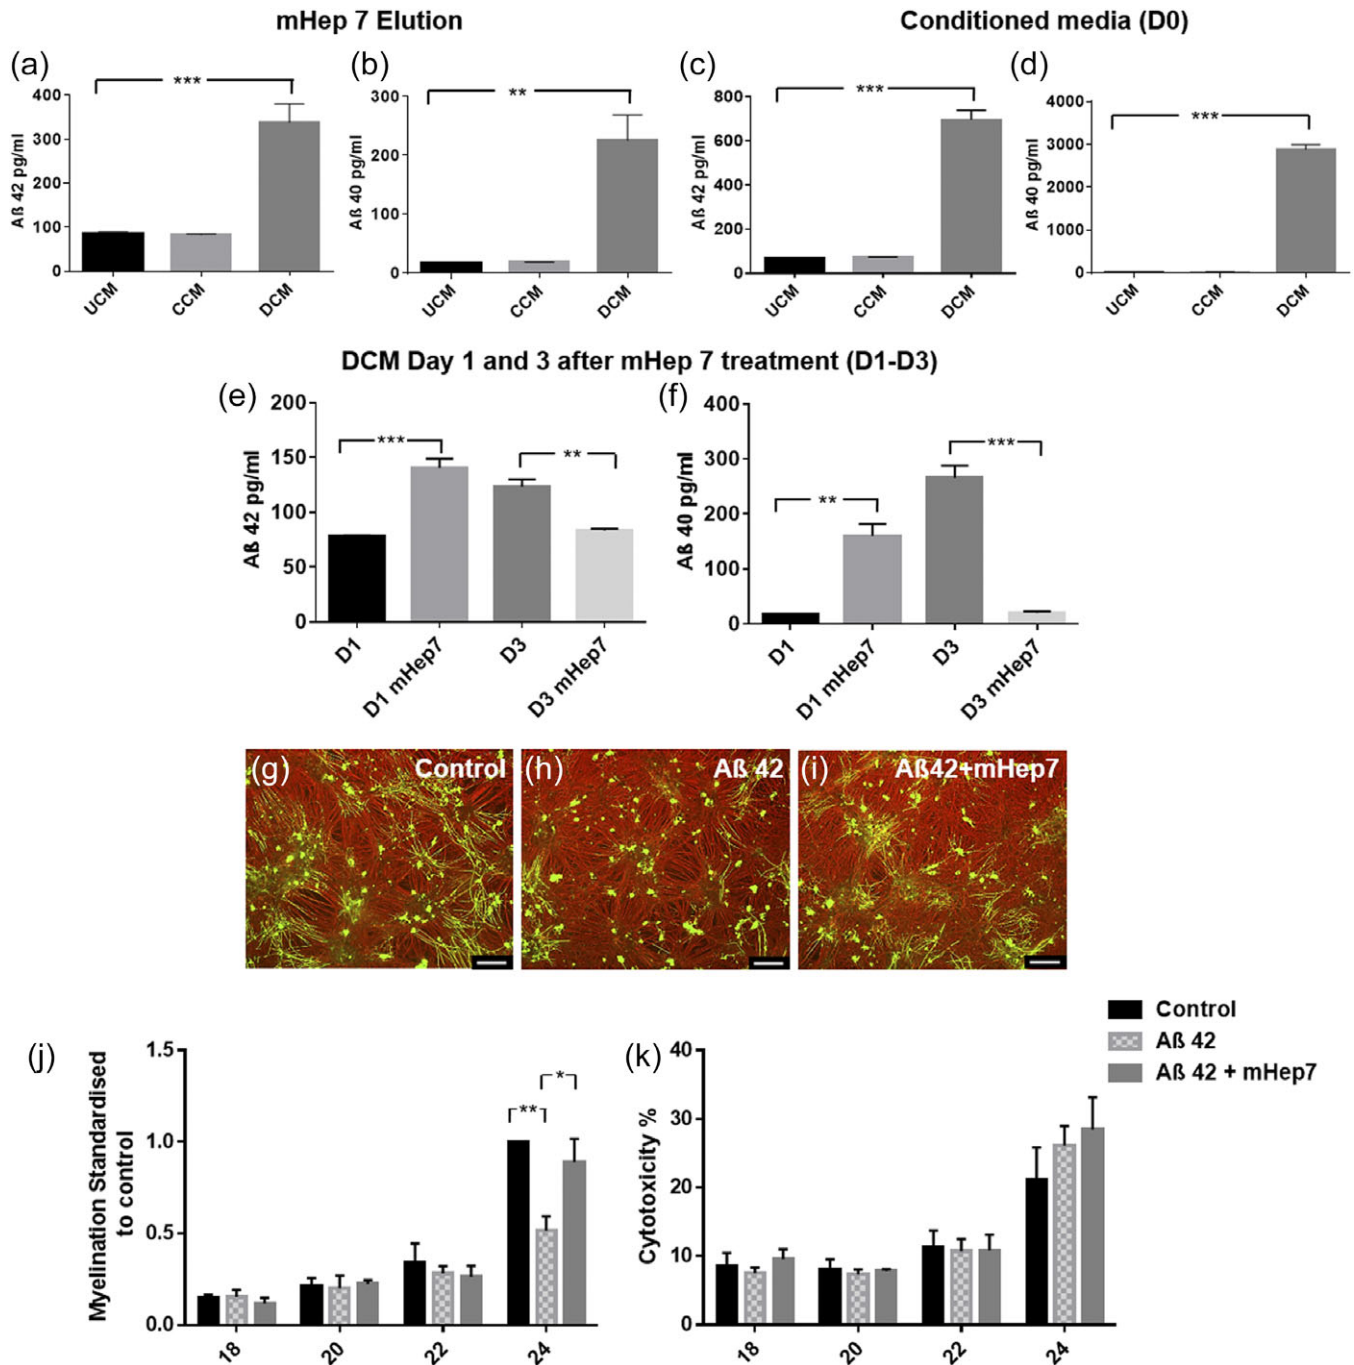 mHep 7 Elution
Conditioned media (D0)
(a)
***
Aß 42 pg/ml
400
300
200
100
0
UCM
CCM
DCM
(b)
**
Aß 40 pg/ml
300
200
100
0
UCM
CCM
DCM
(c)
***
Aß 42 pg/ml
800
600
400
200
0
UCM
CCM
DCM
(d)
***
Aß 40 pg/ml
4000
3000
2000
1000
0
UCM
CCM
DCM
DCM Day 1 and 3 after mHep 7 treatment (D1-D3)
(e)
***
**
Aß 42 pg/ml
200
150
100
50
0
D1
D1 mHep7
D3
D3 mHep7
(f)
**
***
Aß 40 pg/ml
400
300
200
100
0
D1
D1 mHep7
D3
D3 mHep7
(g)
Control
(h)
Aß 42
(i)
Aß42+mHep7
(j)
Myelination Standardised
to control
1.5
1.0
0.5
0.0
**
*
18
20
22
24
(k)
Cytotoxicity %
40
30
20
10
0
18
20
22
24
Control
Aß 42
Aß 42 + mHep7